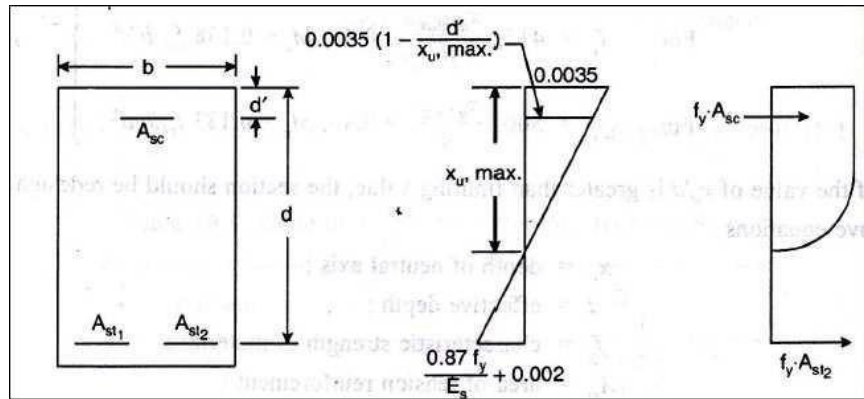 0.0035 (1 - d'/x_u, max.)
0.0035
b
d'
A_sc
f_y· A_sc
x_u, max.
d
A_st1 A_st2
0.87 f_y/E_s + 0.002
f_y· A_st2